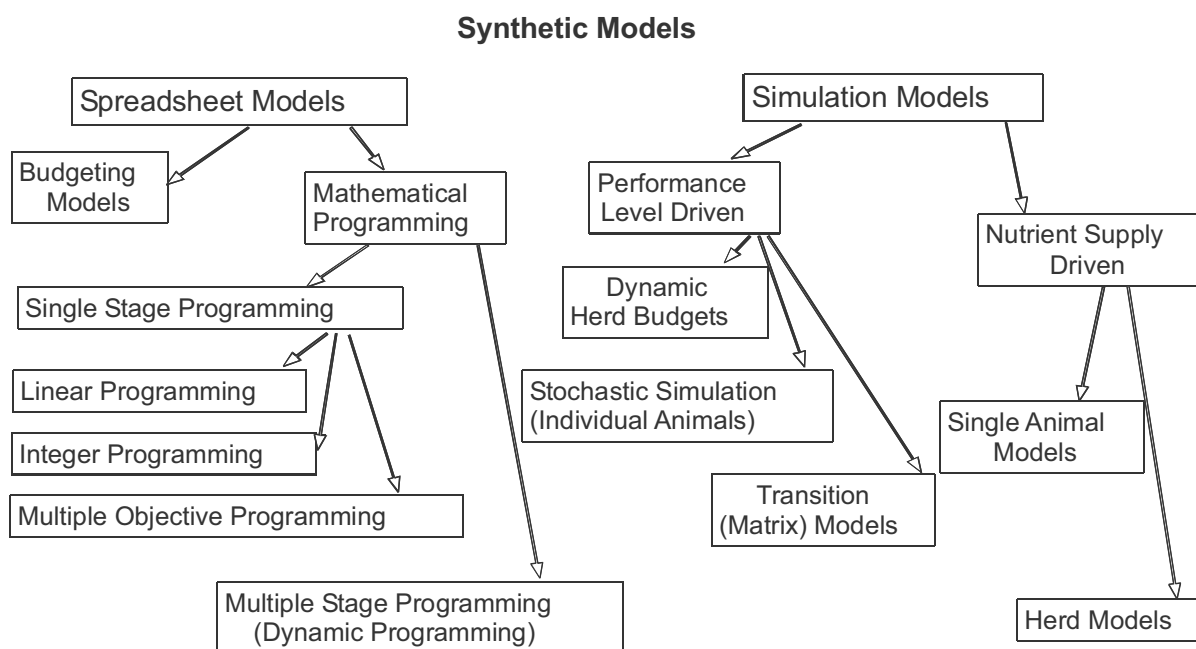 Synthetic Models
Spreadsheet Models
Simulation Models
Budgeting
Models
Mathematical
Programming
Performance
Level Driven
Nutrient Supply
Driven
Single Stage Programming
Dynamic
Herd Budgets
Linear Programming
Stochastic Simulation
(Individual Animals)
Single Animal
Models
Integer Programming
Multiple Objective Programming
Transition
(Matrix) Models
Multiple Stage Programming
(Dynamic Programming)
Herd Models